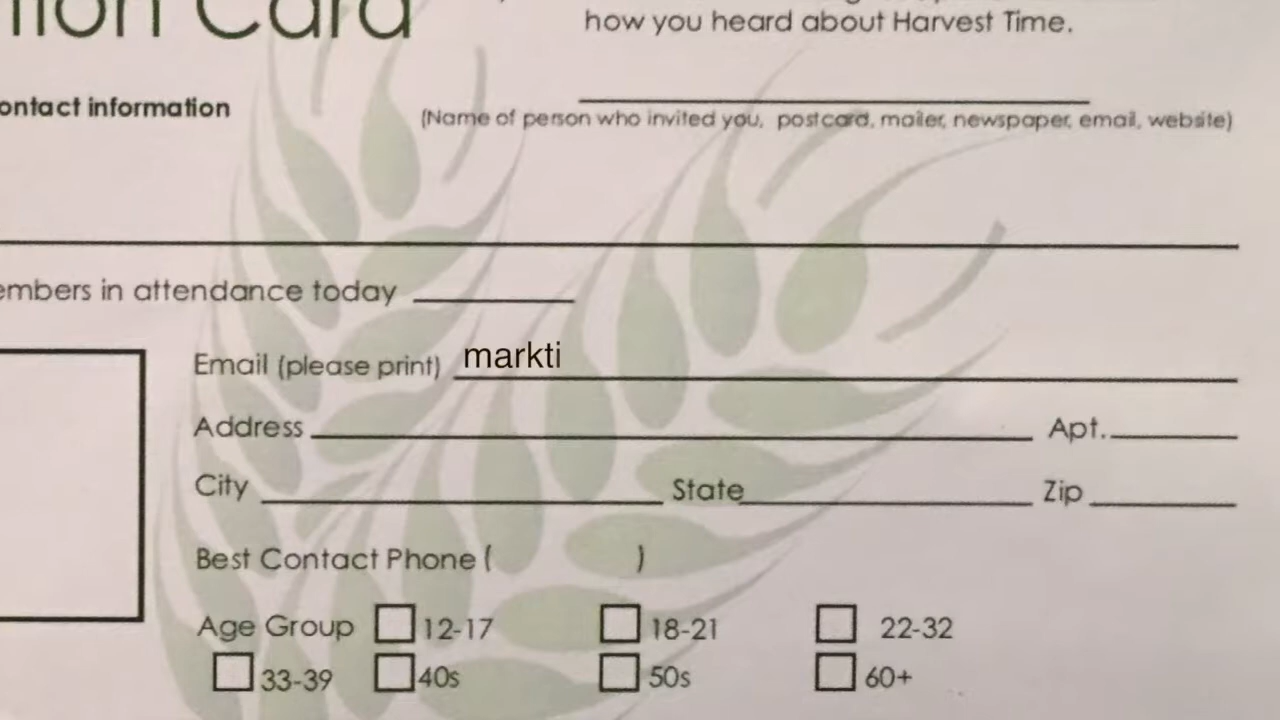 Card
how you heard about Harvest Time.
contact information
(Name of person who invited you, postcard, mailer, newspaper, email, website)
embers in attendance today
Email (please print) markti
Address Apt.
City State Zip
Best Contact Phone ( )
Age Group 12-17 18-21 22-32
33-39 40s 50s 60+